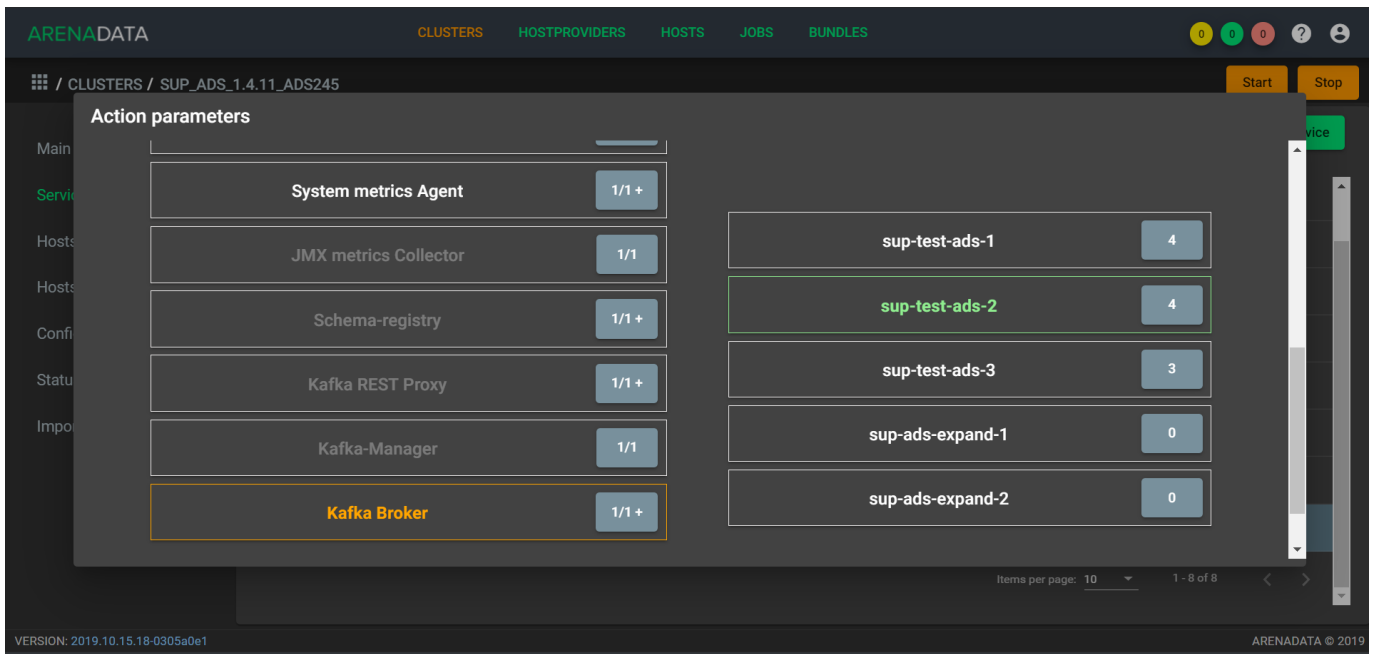 ARENADATA CLUSTERS HOSTPROVIDERS HOSTS JOBS BUNDLES 0 0 0 ?
/ CLUSTERS / SUP_ADS_1.4.11_ADS245 Start Stop
Action parameters
vice
Main
Servic
Hosts
Hosts
Confi
Statu
Impor
System metrics Agent 1/1 +
JMX metrics Collector 1/1
Schema-registry 1/1 +
Kafka REST Proxy 1/1 +
Kafka-Manager 1/1
Kafka Broker 1/1 +
sup-test-ads-1 4
sup-test-ads-2 4
sup-test-ads-3 3
sup-ads-expand-1 0
sup-ads-expand-2 0
Items per page: 10 1 - 8 of 8
VERSION: 2019.10.15.18-0305a0e1 ARENADATA © 2019